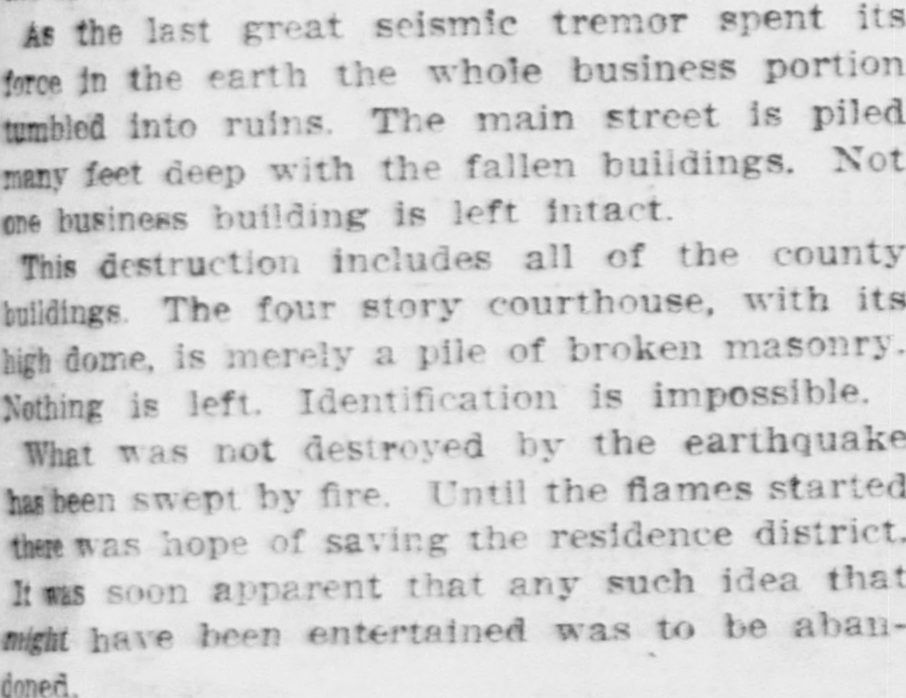 As the last great seismic tremor spent its
force in the earth the whole business portion
tumbled into ruins. The main street is piled
many feet deep with the fallen buildings. Not
one business building is left intact.
This destruction includes all of the county
buildings. The four story courthouse, with its
high dome, is merely a pile of broken masonry.
Nothing is left. Identification is impossible.
What was not destroyed by the earthquake
has been swept by fire. Until the flames started
there was hope of saving the residence district.
It was soon apparent that any such idea that
might have been entertained was to be aban-
doned.